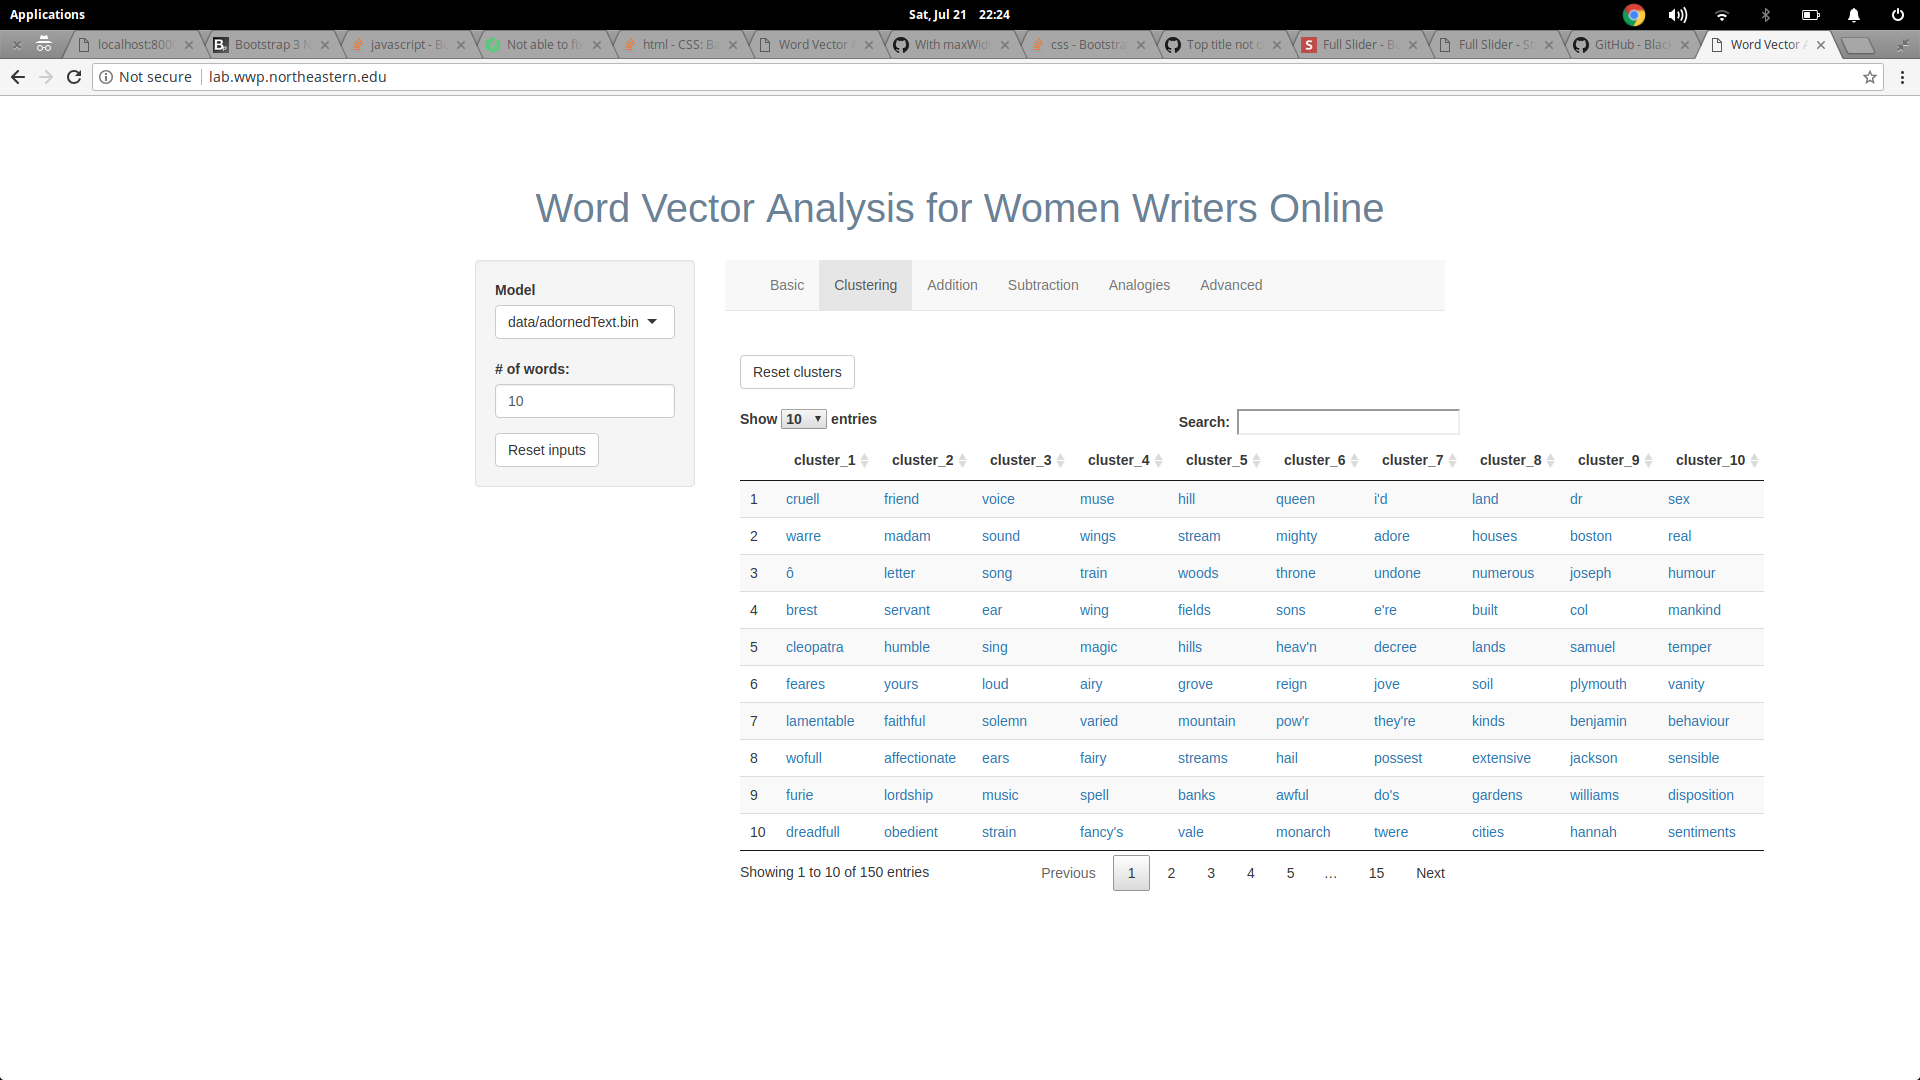 Applications Sat, Jul 21 22:24
localhost:800 Bootstrap 3 javascript - Bo Not able to fi html - CSS: Ba Word Vector With maxWid css - Bootstra Top title not Full Slider - Bo Full Slider - St GitHub - Blac Word Vector
Not secure lab.wwp.northeastern.edu
Word Vector Analysis for Women Writers Online
Model
data/adornedText.bin
# of words:
10
Reset inputs
Basic Clustering Addition Subtraction Analogies Advanced
Reset clusters
Show 10 entries Search:
cluster_1 cluster_2 cluster_3 cluster_4 cluster_5 cluster_6 cluster_7 cluster_8 cluster_9 cluster_10
1 cruell friend voice muse hill queen i'd land dr sex
2 warre madam sound wings stream mighty adore houses boston real
3 ô letter song train woods throne undone numerous joseph humour
4 brest servant ear wing fields sons e're built col mankind
5 cleopatra humble sing magic hills heav'n decree lands samuel temper
6 feares yours loud airy grove reign jove soil plymouth vanity
7 lamentable faithful solemn varied mountain pow'r they're kinds benjamin behaviour
8 wofull affectionate ears fairy streams hail possest extensive jackson sensible
9 furie lordship music spell banks awful do's gardens williams disposition
10 dreadfull obedient strain fancy's vale monarch twere cities hannah sentiments
Showing 1 to 10 of 150 entries Previous 1 2 3 4 5 … 15 Next